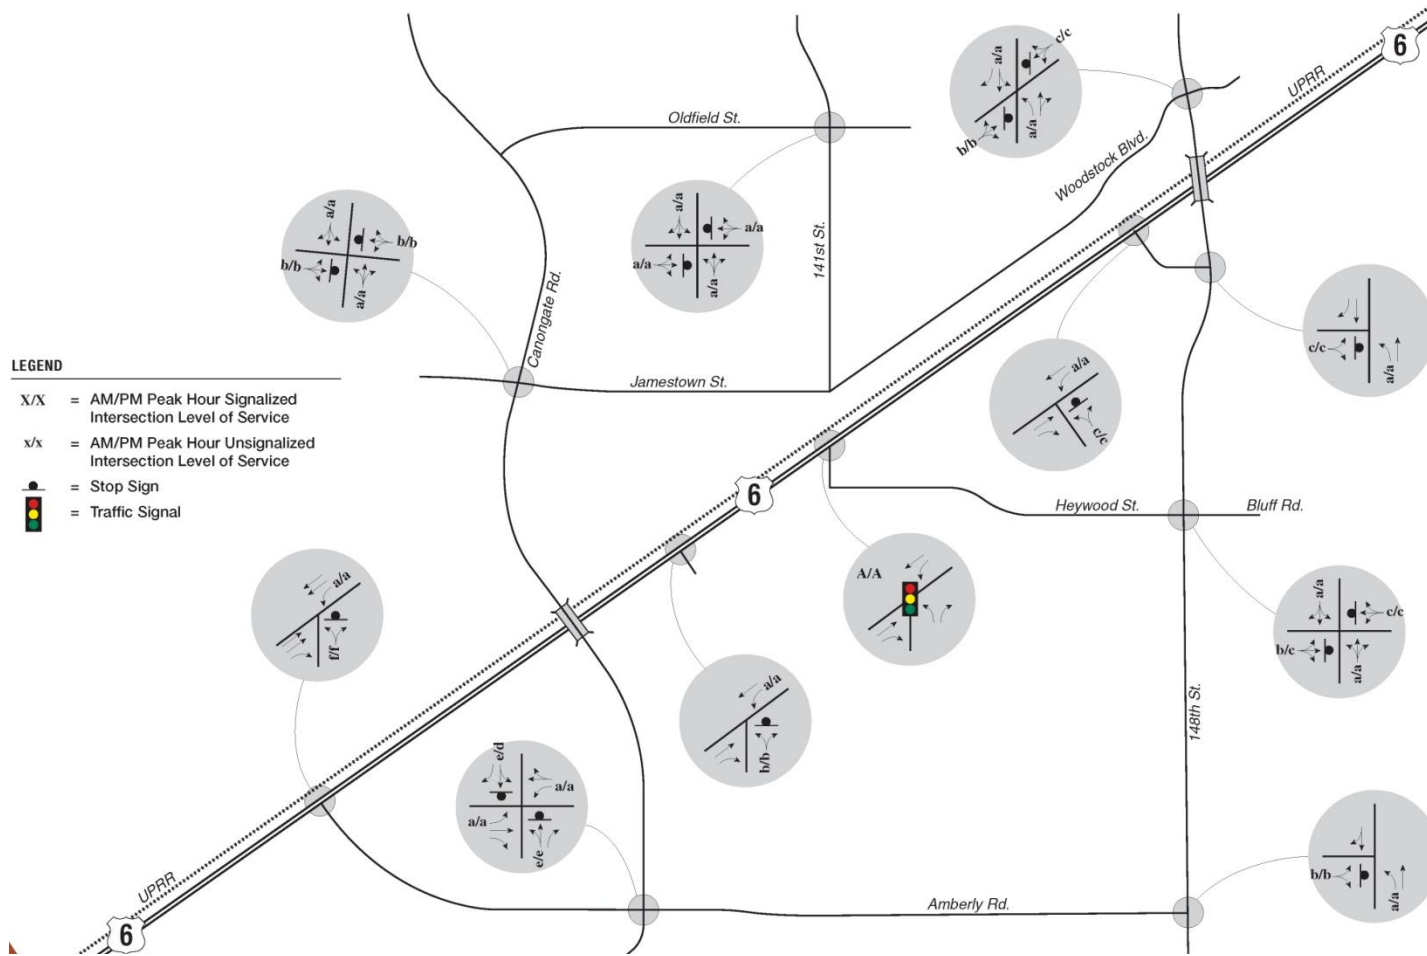 6
UPRR
c/c
a/a
a/a
b/b
Oldfield St.
Woodstock Blvd.
a/a
b/b
b/b
a/a
a/a
a/a
a/a
a/a
141st St.
Canongate Rd.
c/c
a/a
a/a
c/c
LEGEND
X/X = AM/PM Peak Hour Signalized
Intersection Level of Service
x/x = AM/PM Peak Hour Unsignalized
Intersection Level of Service
= Stop Sign
= Traffic Signal
Jamestown St.
6
Heywood St.
Bluff Rd.
a/a
f/f
A/A
a/a
c/c
b/c
a/a
a/a
b/b
148th St.
e/d
a/a
a/a
e/e
b/b
a/a
UPRR
6
Amberly Rd.